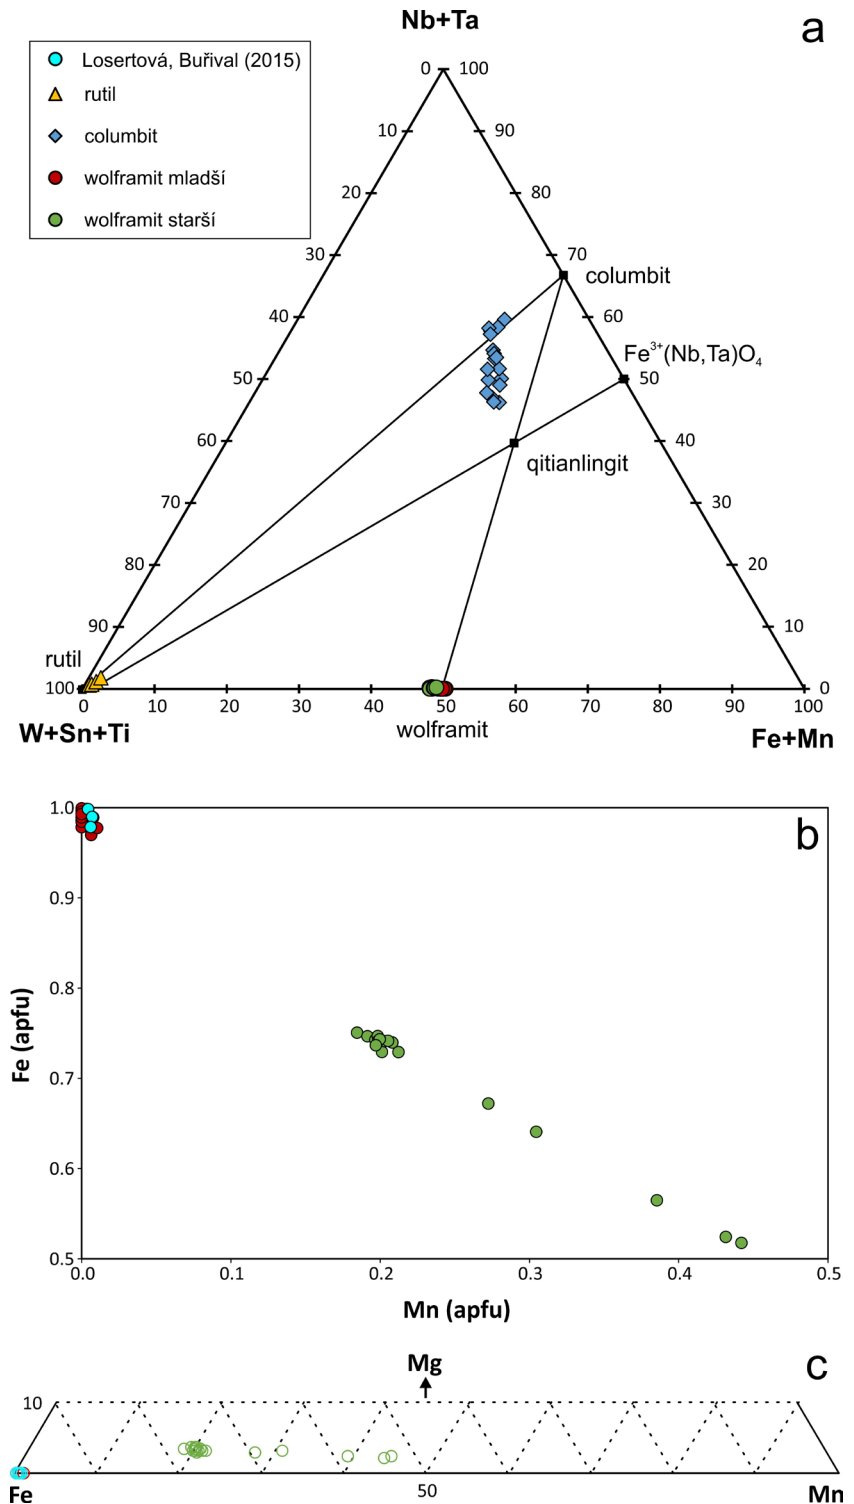 Nb+Ta
a
Losertová, Buřival (2015)
rutil
columbit
wolframit mladší
wolframit starší
0 100
10 90
20 80
30 70
columbit
40 60
Fe³⁺(Nb,Ta)O₄
50 50
60 40
qitianlingit
70 30
80 20
90 10
rutil
100 0
0 10 20 30 40 50 60 70 80 90 100
wolframit
W+Sn+Ti
Fe+Mn
b
1.0
0.9
0.8
0.7
0.6
0.5
Fe (apfu)
0.0 0.1 0.2 0.3 0.4 0.5
Mn (apfu)
Mg
c
10
Fe
50
Mn